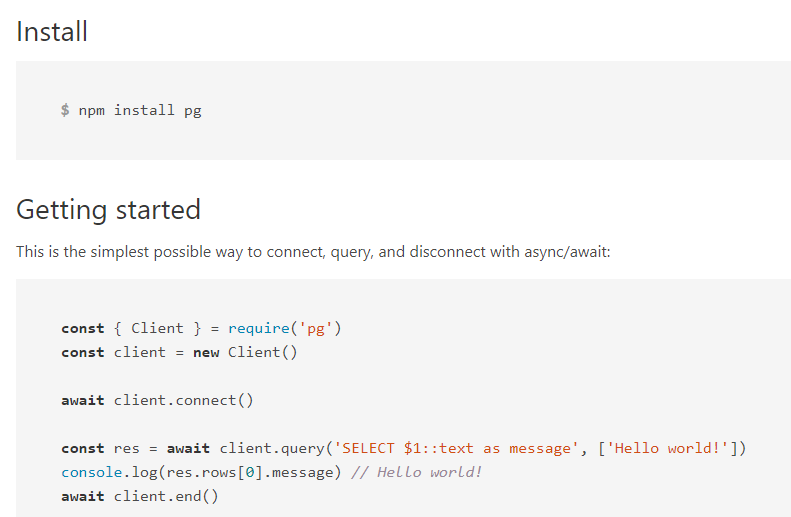 Install
$ npm install pg
Getting started
This is the simplest possible way to connect, query, and disconnect with async/await:
const { Client } = require('pg')
const client = new Client()
await client.connect()
const res = await client.query('SELECT $1::text as message', ['Hello world!'])
console.log(res.rows[0].message) // Hello world!
await client.end()